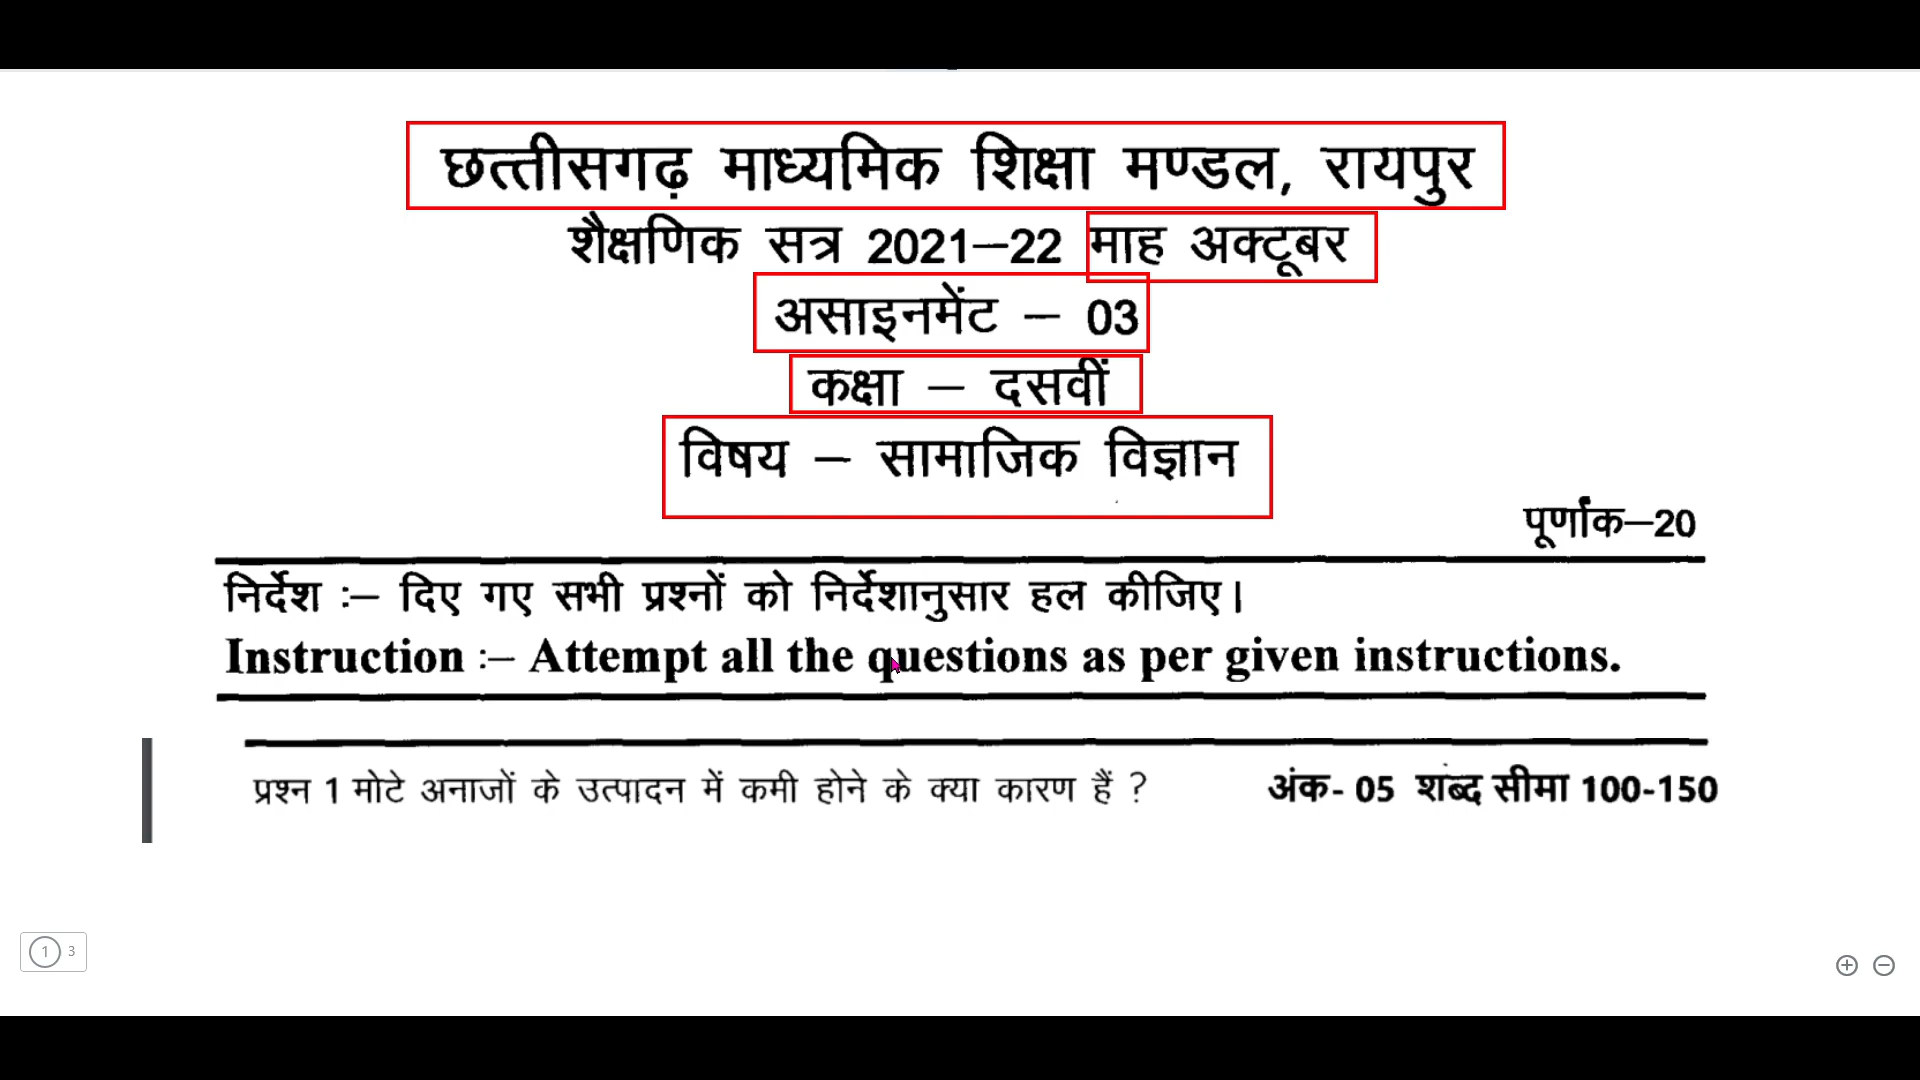 छत्तीसगढ़ माध्यमिक शिक्षा मण्डल, रायपुर
शैक्षणिक सत्र 2021–22 माह अक्टूबर
असाइनमेंट – 03
कक्षा – दसवीं
विषय – सामाजिक विज्ञान
पूर्णांक–20
निर्देश :– दिए गए सभी प्रश्नों को निर्देशानुसार हल कीजिए।
Instruction :– Attempt all the questions as per given instructions.
प्रश्न 1 मोटे अनाजों के उत्पादन में कमी होने के क्या कारण हैं ? अंक- 05 शब्द सीमा 100-150
1 3